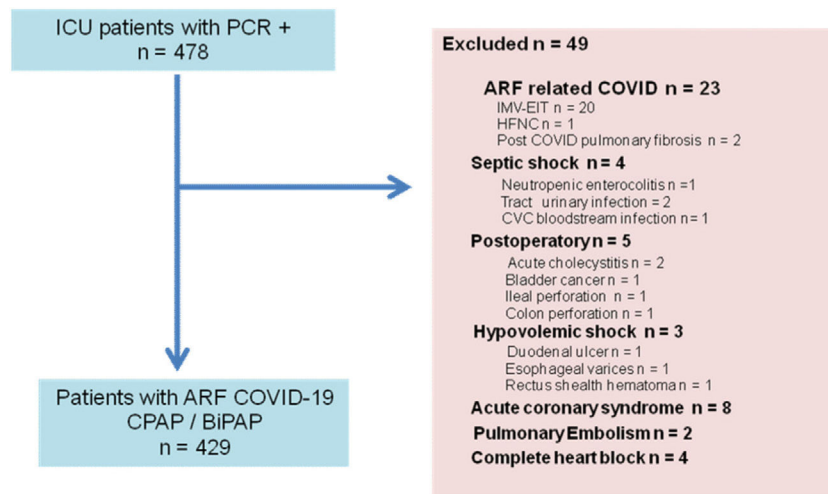 ICU patients with PCR +
n = 478
Excluded n = 49
ARF related COVID n = 23
IMV-EIT n = 20
HFNC n = 1
Post COVID pulmonary fibrosis n = 2
Septic shock n = 4
Neutropenic enterocolitis n =1
Tract urinary infection = 2
CVC bloodstream infection n= 1
Postoperatory n = 5
Acute cholecystitis n = 2
Bladder cancer n = 1
Ileal perforation n = 1
Colon perforation n = 1
Hypovolemic shock n = 3
Duodenal ulcer n = 1
Esophageal varices n = 1
Rectus shealth hematoma n = 1
Acute coronary syndrome n = 8
Pulmonary Embolism n = 2
Complete heart block n = 4
Patients with ARF COVID-19
CPAP / BiPAP
n = 429